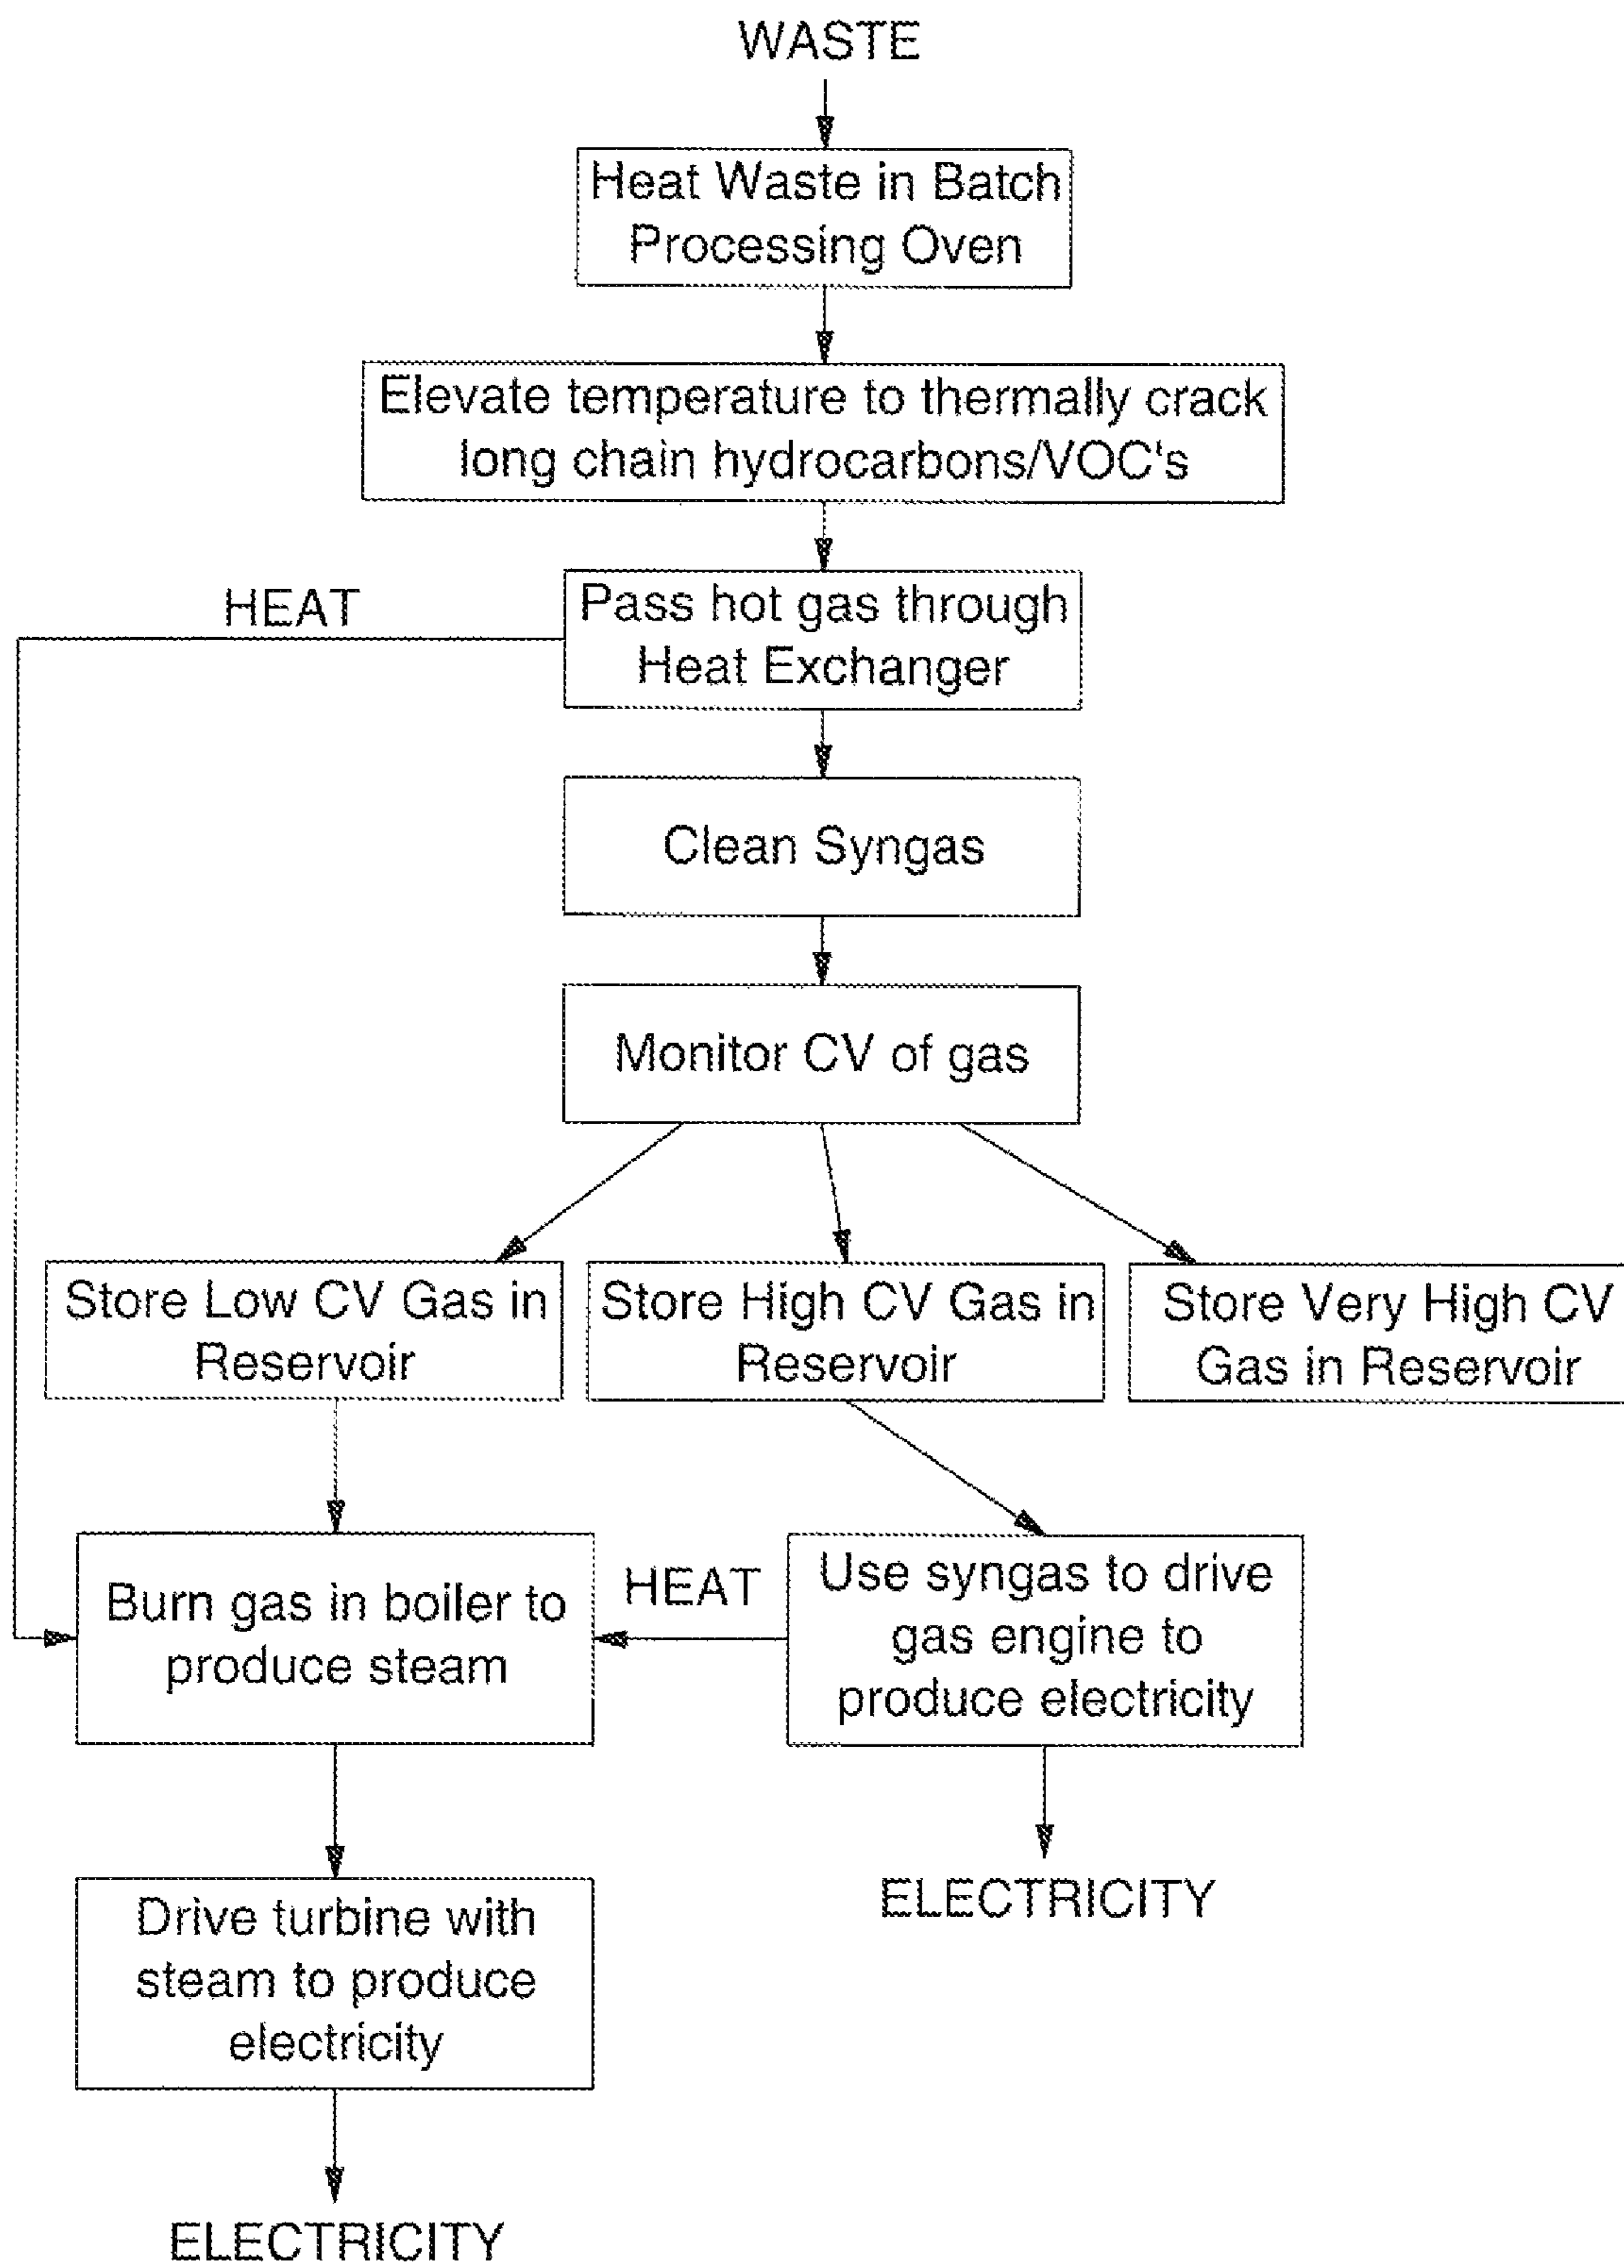 WASTE
Heat Waste in Batch
Processing Oven
Elevate temperature to thermally crack
long chain hydrocarbons/VOC's
HEAT
Pass hot gas through
Heat Exchanger
Clean Syngas
Monitor CV of gas
Store Low CV Gas in
Reservoir
Store High CV Gas in
Reservoir
Store Very High CV
Gas in Reservoir
Burn gas in boiler to
produce steam
HEAT
Use syngas to drive
gas engine to
produce electricity
Drive turbine with
steam to produce
electricity
ELECTRICITY
ELECTRICITY